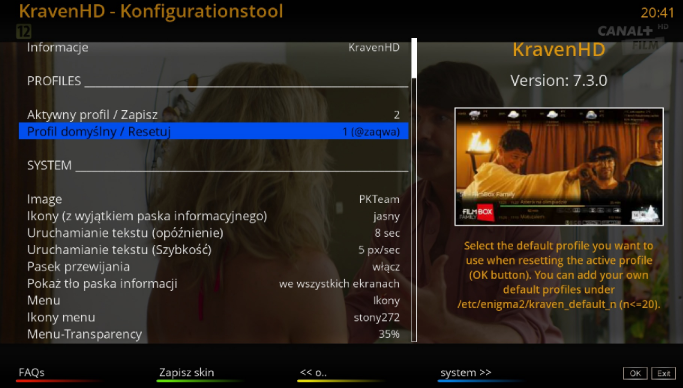 KravenHD - Konfigurationstool
20:41
12
CANAL+ HD
FILM
Informacje KravenHD
PROFILES
Aktywny profil / Zapisz 2
Profil domyślny / Resetuj 1 (@zaqwa)
SYSTEM
Image PKTeam
Ikony (z wyjątkiem paska informacyjnego) jasny
Uruchamianie tekstu (opóźnienie) 8 sec
Uruchamianie tekstu (Szybkość) 5 px/sec
Pasek przewijania włącz
Pokaż tło paska informacji we wszystkich ekranach
Menu Ikony
Ikony menu stony272
Menu-Transparency 35%
KravenHD
Version: 7.3.0
FILMBOX
FAMILY
Select the default profile you want to
use when resetting the active profile
(OK button). You can add your own
default profiles under
/etc/enigma2/kraven_default_n (n<=20).
FAQs
Zapisz skin
<< o..
system >>
OK
Exit